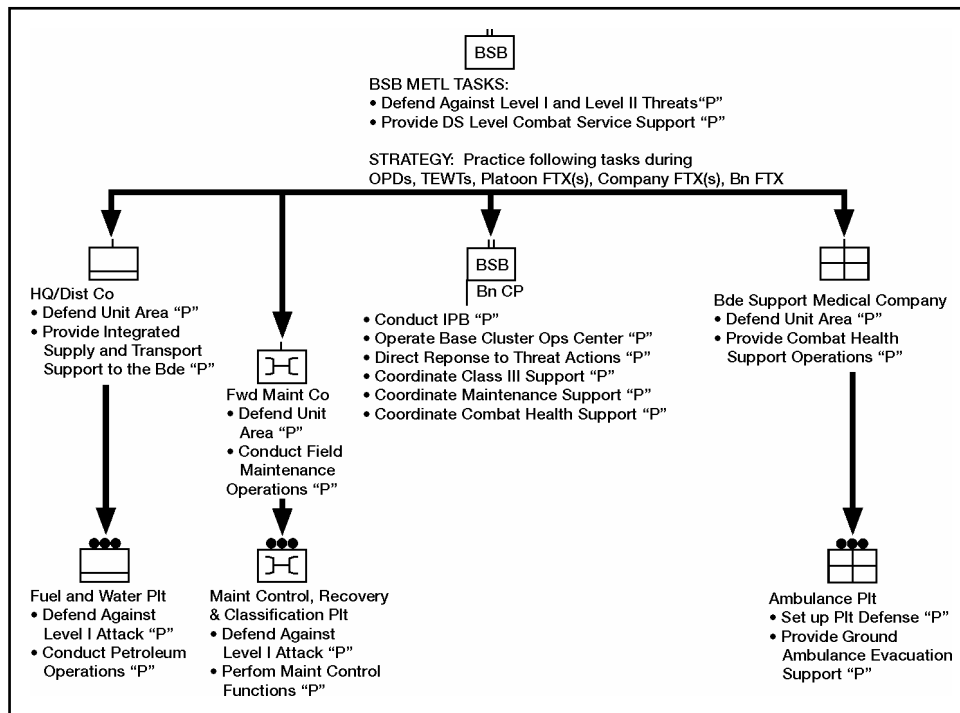 BSB
BSB METL TASKS:
• Defend Against Level I and Level II Threats“P”
• Provide DS Level Combat Service Support “P”
STRATEGY: Practice following tasks during
OPDs, TEWTs, Platoon FTX(s), Company FTX(s), Bn FTX
HQ/Dist Co
• Defend Unit Area “P”
• Provide Integrated
Supply and Transport
Support to the Bde “P”
Fwd Maint Co
• Defend Unit
Area “P”
• Conduct Field
Maintenance
Operations “P”
BSB
Bn CP
• Conduct IPB “P”
• Operate Base Cluster Ops Center “P”
• Direct Reponse to Threat Actions “P”
• Coordinate Class III Support “P”
• Coordinate Maintenance Support “P”
• Coordinate Combat Health Support “P”
Bde Support Medical Company
• Defend Unit Area “P”
• Provide Combat Health
Support Operations “P”
Fuel and Water Plt
• Defend Against
Level I Attack “P”
• Conduct Petroleum
Operations “P”
Maint Control, Recovery
& Classification Plt
• Defend Against
Level I Attack “P”
• Perfom Maint Control
Functions “P”
Ambulance Plt
• Set up Plt Defense “P”
• Provide Ground
Ambulance Evacuation
Support “P”